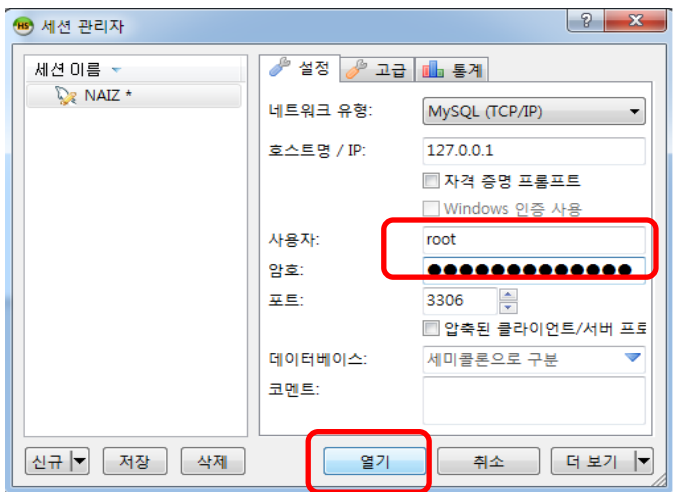 HS 세션 관리자
세션 이름
NAIZ *
설정 고급 통계
네트워크 유형: MySQL (TCP/IP)
호스트명 / IP: 127.0.0.1
자격 증명 프롬프트
Windows 인증 사용
사용자: root
암호: ●●●●●●●●●●●●●
포트: 3306
압축된 클라이언트/서버 프로
데이터베이스: 세미콜론으로 구분
코멘트:
신규 저장 삭제 열기 취소 더 보기